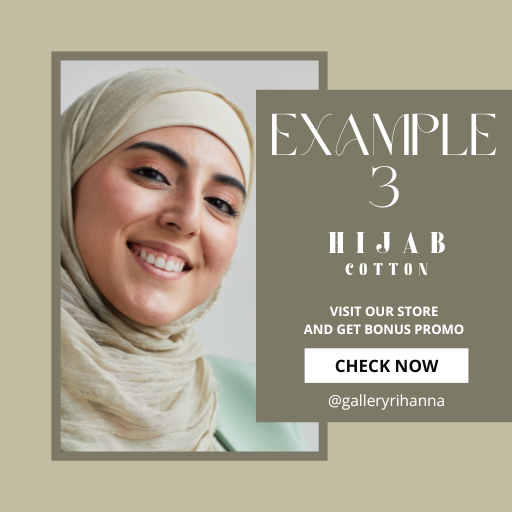 EXAMPLE
3
HIJAB
COTTON
VISIT OUR STORE
AND GET BONUS PROMO
CHECK NOW
@galleryrihanna